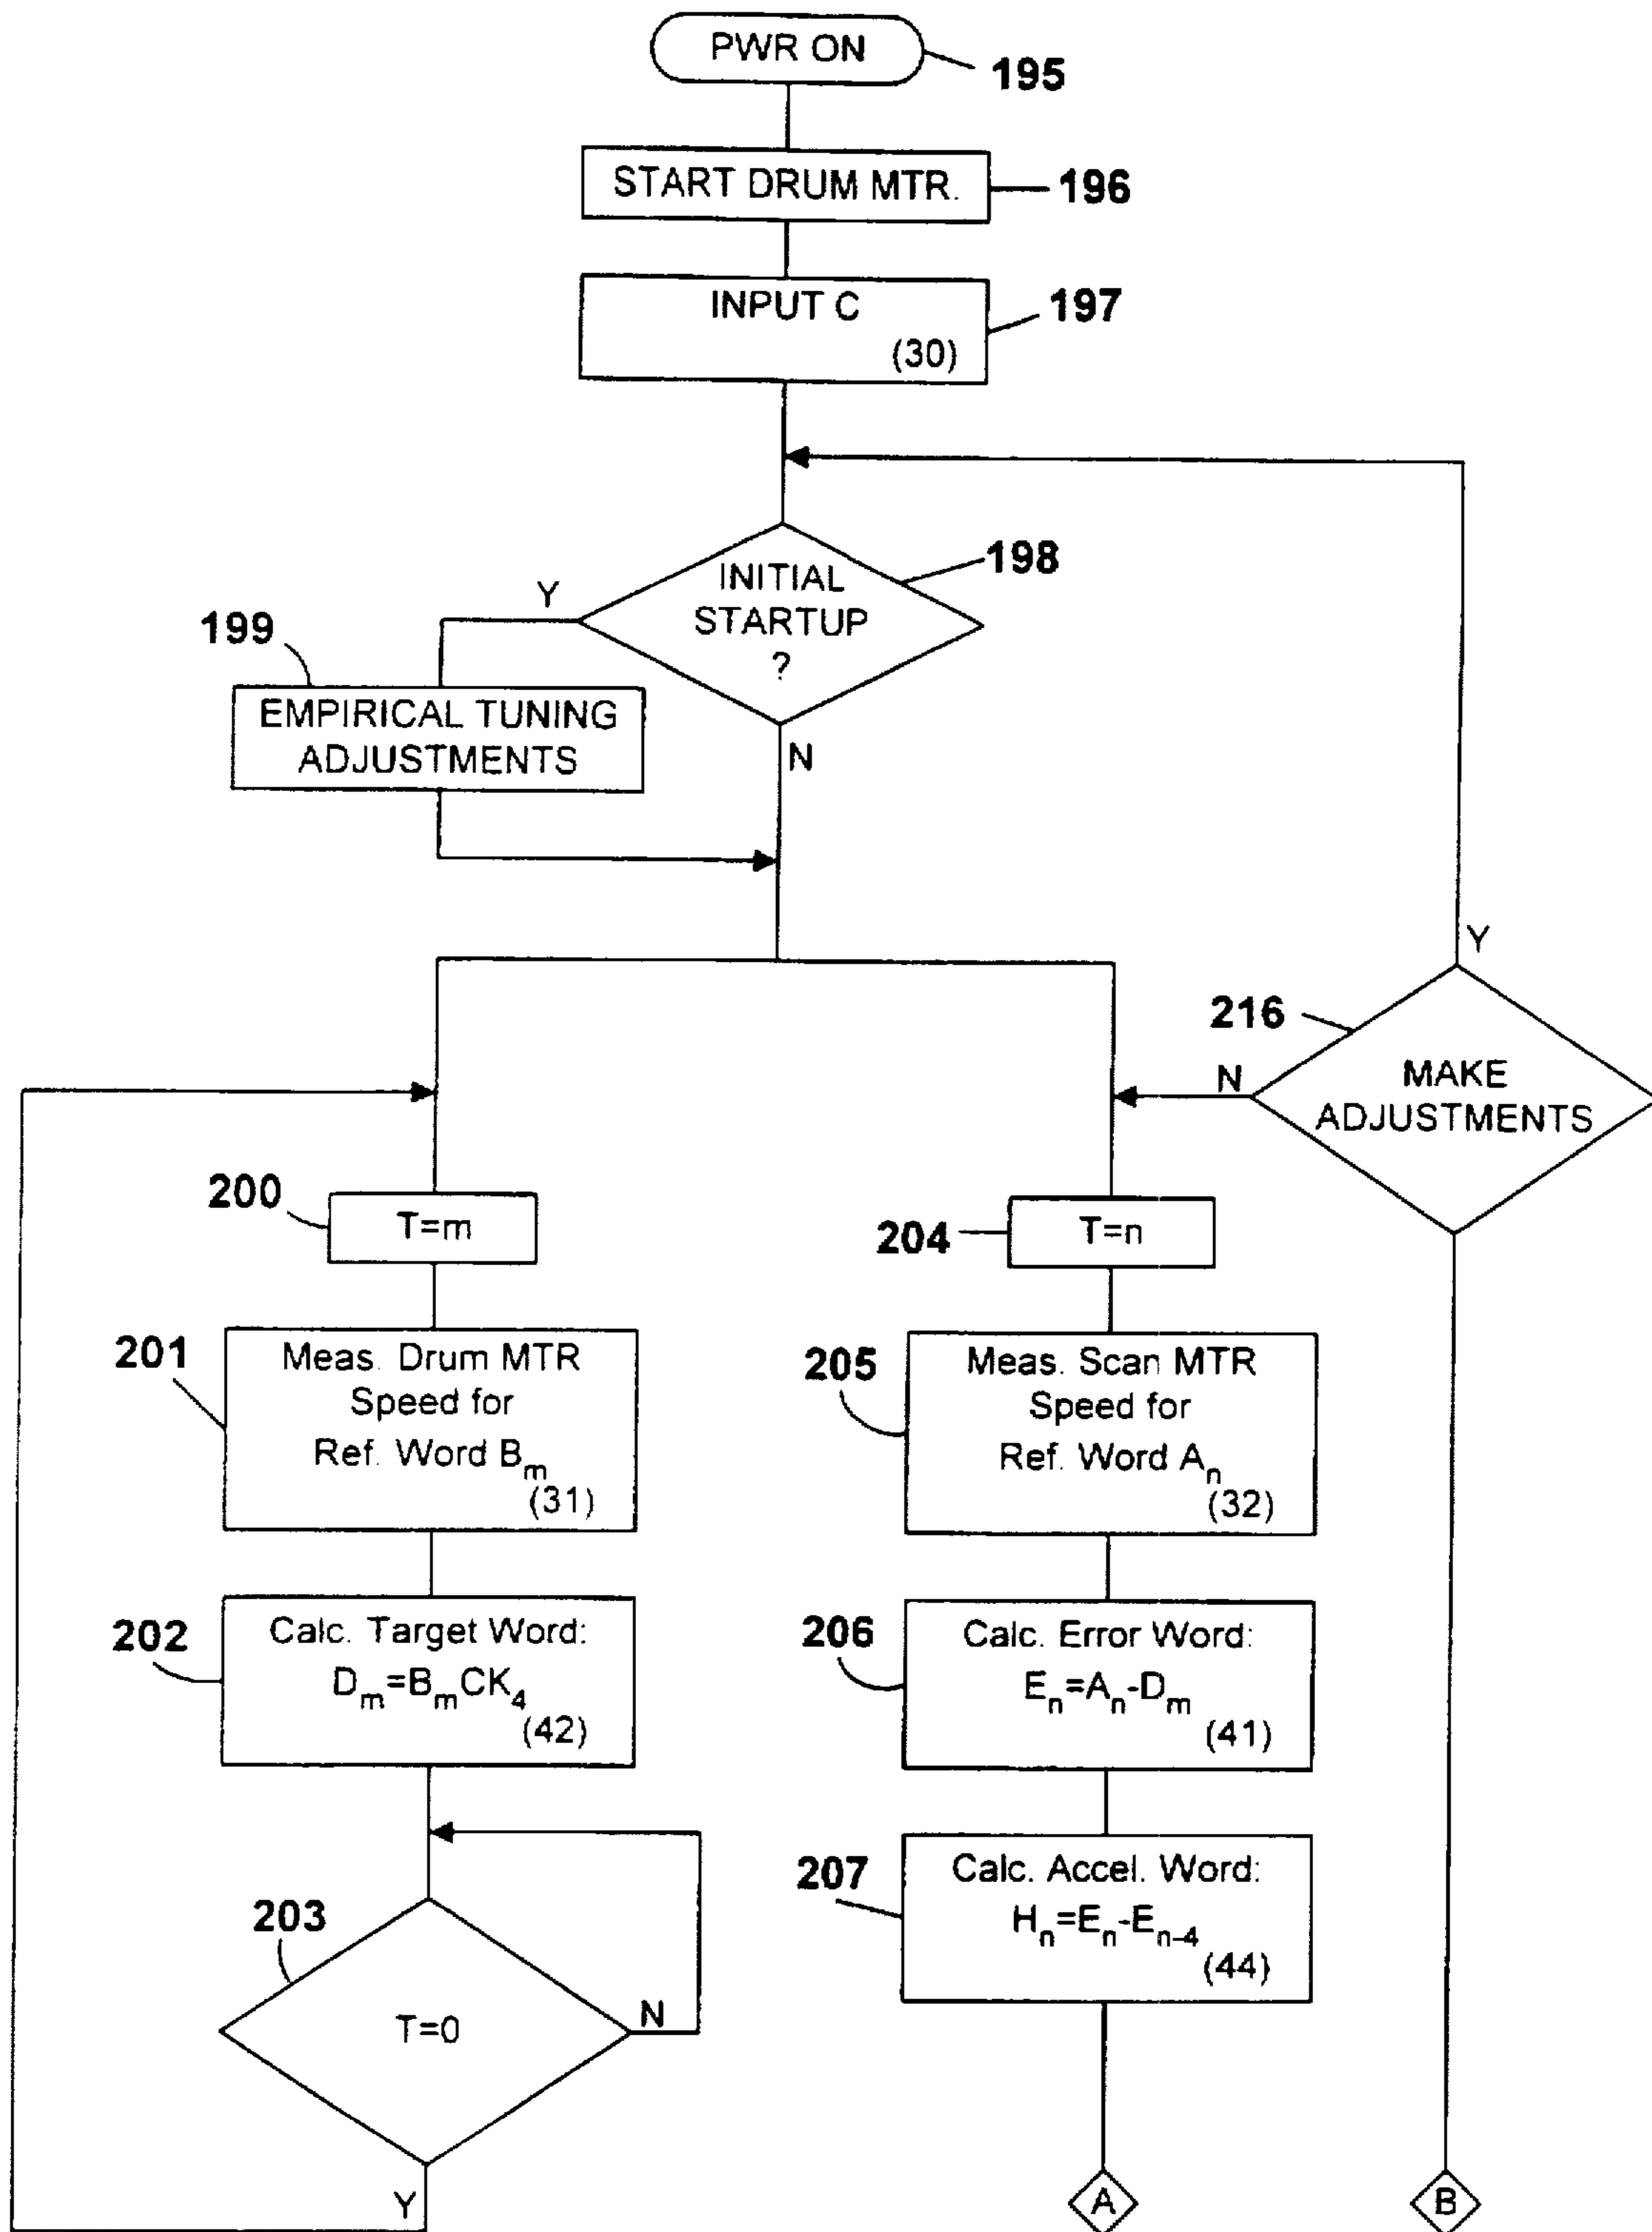 PWR ON
195
START DRUM MTR.
196
INPUT C
(30)
197
INITIAL
STARTUP
?
198
Y
N
199
EMPIRICAL TUNING
ADJUSTMENTS
Y
216
MAKE
ADJUSTMENTS
N
200
T=m
204
T=n
201
Meas. Drum MTR
Speed for
Ref. Word Bₘ
(31)
205
Meas. Scan MTR
Speed for
Ref. Word Aₙ
(32)
202
Calc. Target Word:
Dₘ=BₘCK₄
(42)
206
Calc. Error Word:
Eₙ=Aₙ-Dₘ
(41)
207
Calc. Accel. Word:
Hₙ=Eₙ-Eₙ₋₄
(44)
203
T=0
N
Y
A
B